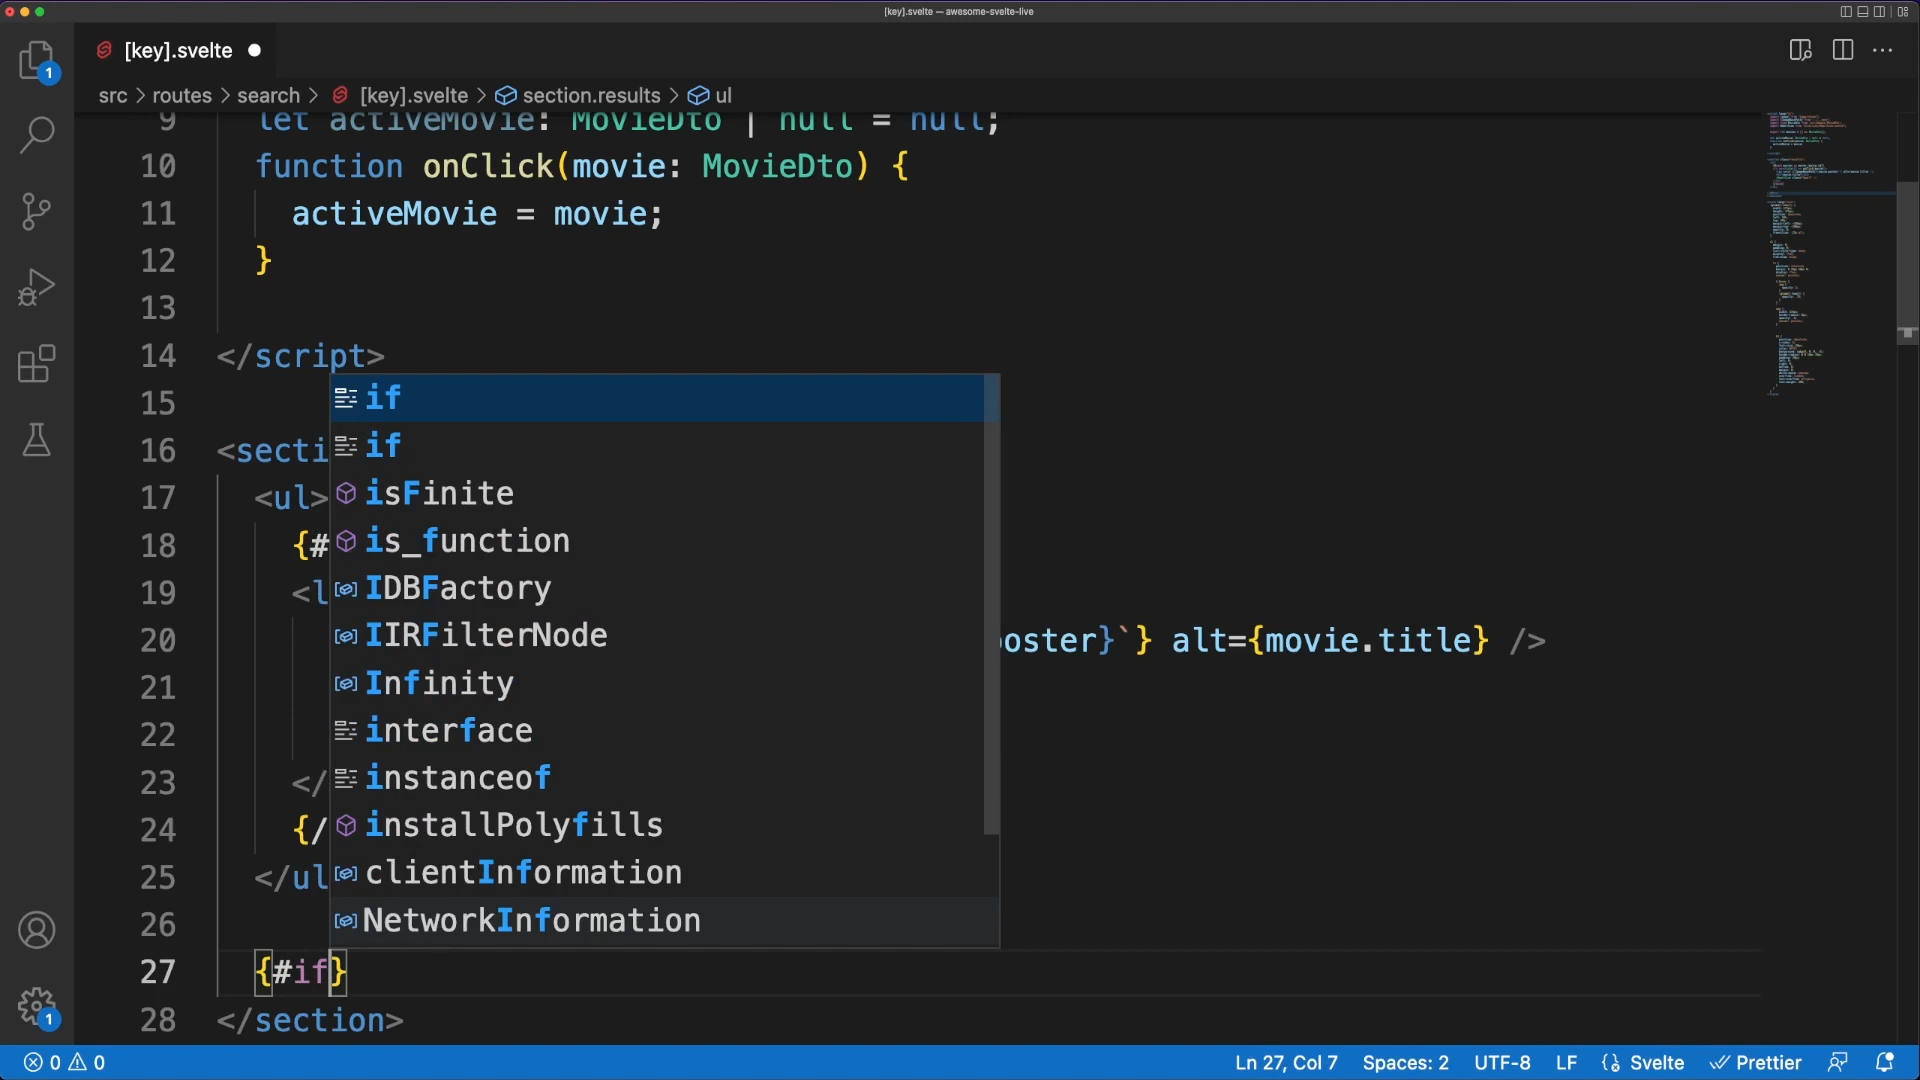 [key].svelte — awesome-svelte-live
[key].svelte
1
src > routes > search > [key].svelte > section.results > ul
9 let activeMovie: MovieDto | null = null;
10 function onClick(movie: MovieDto) {
11 activeMovie = movie;
12 }
13
14 </script>
15
16 <secti
17 <ul>
18 {#
19 <l
20 oster}`} alt={movie.title} />
21
22
23 </
24 {/
25 </ul
26
27 {#if}
28 </section>
if
if
isFinite
is_function
IDBFactory
IIRFilterNode
Infinity
interface
instanceof
installPolyfills
clientInformation
NetworkInformation
1
0 0 Ln 27, Col 7 Spaces: 2 UTF-8 LF Svelte Prettier